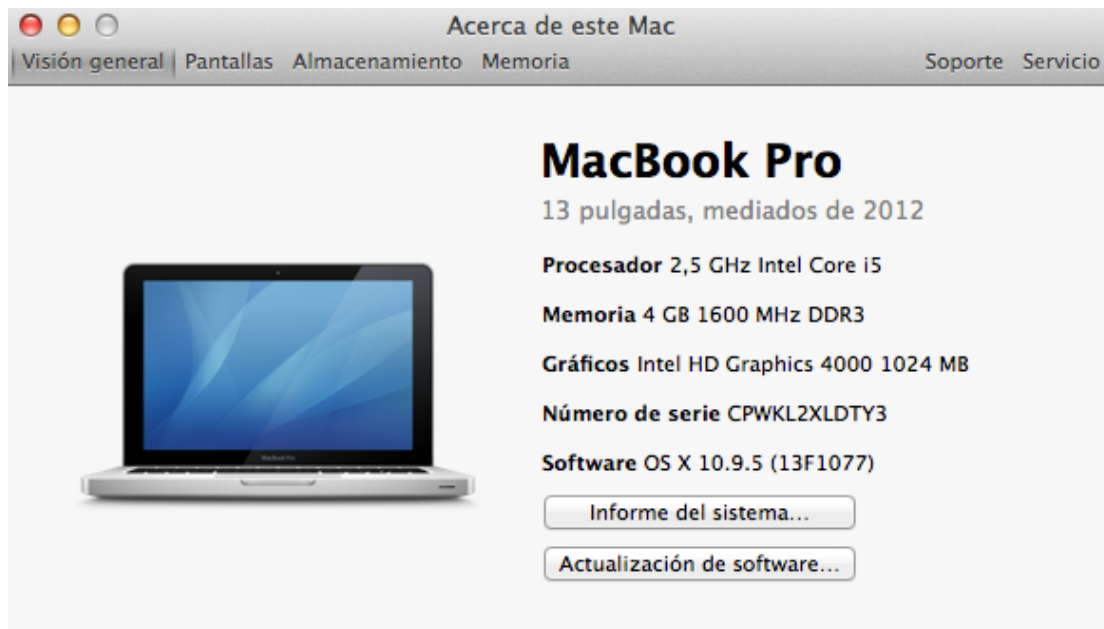 Acerca de este Mac
Visión general Pantallas Almacenamiento Memoria Soporte Servicio
MacBook Pro
13 pulgadas, mediados de 2012
Procesador 2,5 GHz Intel Core i5
Memoria 4 GB 1600 MHz DDR3
Gráficos Intel HD Graphics 4000 1024 MB
Número de serie CPWKL2XLDTY3
Software OS X 10.9.5 (13F1077)
Informe del sistema...
Actualización de software...
MacBook Pro